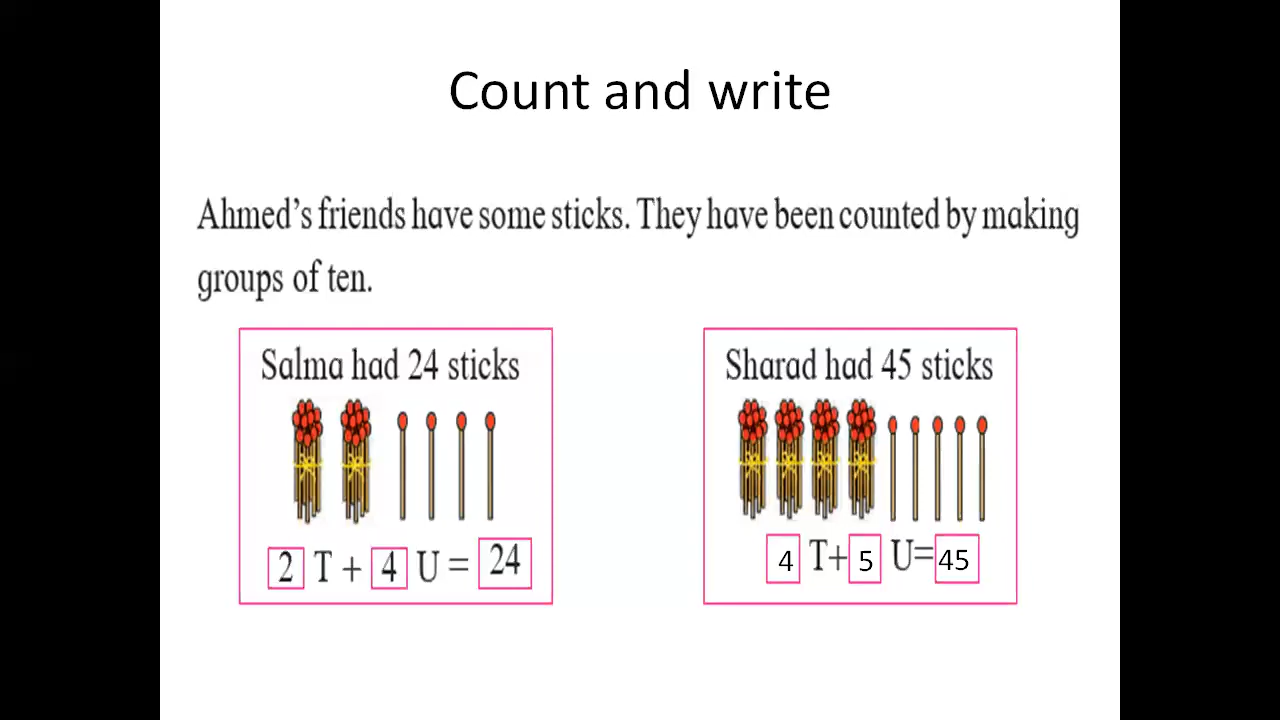 Count and write
Ahmed's friends have some sticks. They have been counted by making
groups of ten.
Salma had 24 sticks
2 T + 4 U = 24
Sharad had 45 sticks
4 T+ 5 U= 45